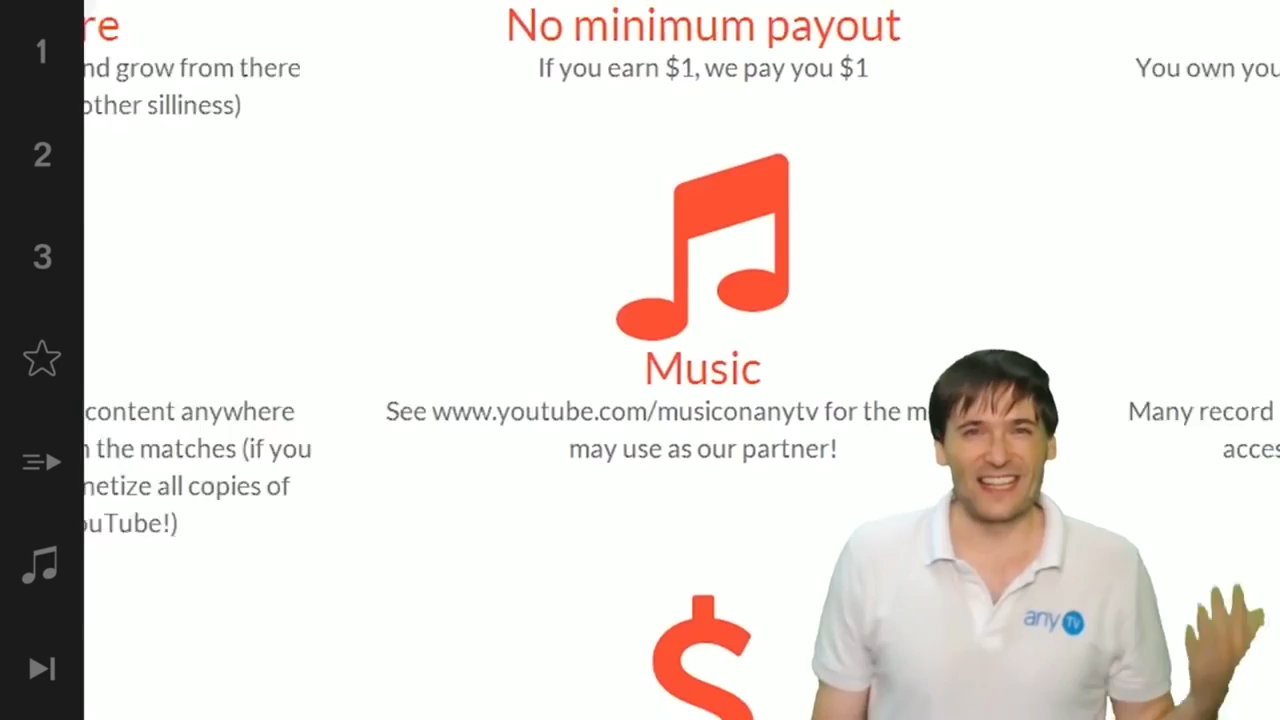 1
2
3
re
nd grow from there
other silliness)
No minimum payout
If you earn $1, we pay you $1
You own you
Music
content anywhere
the matches (if you
netize all copies of
ouTube!)
See www.youtube.com/musiconanytv for the m
may use as our partner!
Many record
acces
$
any TV